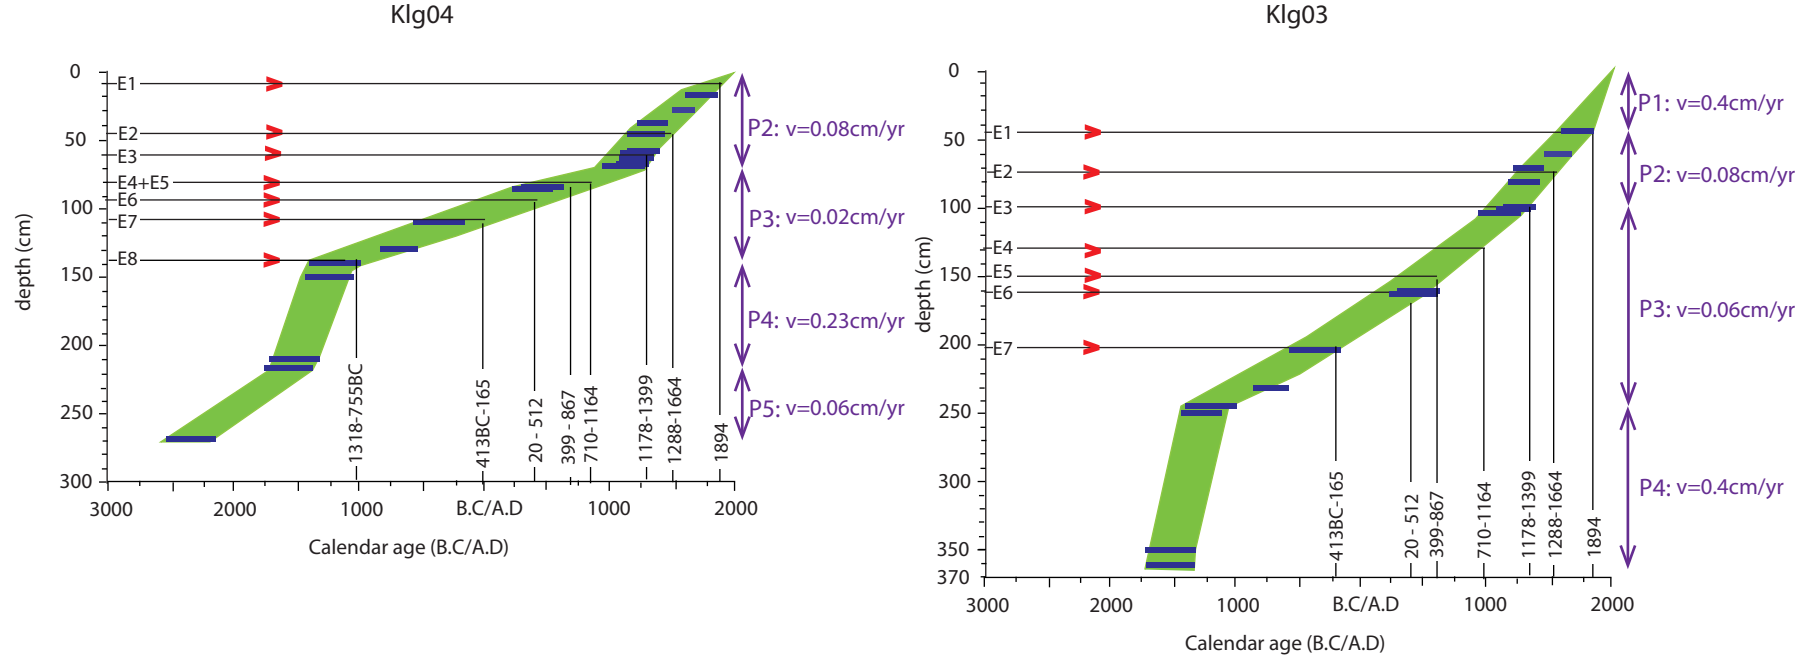 Klg04
0
50
100
150
200
250
300
depth (cm)
E1
E2
E3
E4+E5
E6
E7
E8
1318-755BC
413BC-165
20 - 512
399 - 867
710-1164
1178-1399
1288-1664
1894
P2: v=0.08cm/yr
P3: v=0.02cm/yr
P4: v=0.23cm/yr
P5: v=0.06cm/yr
3000
2000
1000
B.C/A.D
1000
2000
Calendar age (B.C/A.D)
Klg03
0
50
100
150
200
250
300
350
370
depth (cm)
E1
E2
E3
E4
E5
E6
E7
413BC-165
20 - 512
399-867
710-1164
1178-1399
1288-1664
1894
P1: v=0.4cm/yr
P2: v=0.08cm/yr
P3: v=0.06cm/yr
P4: v=0.4cm/yr
3000
2000
1000
B.C/A.D
1000
2000
Calendar age (B.C/A.D)